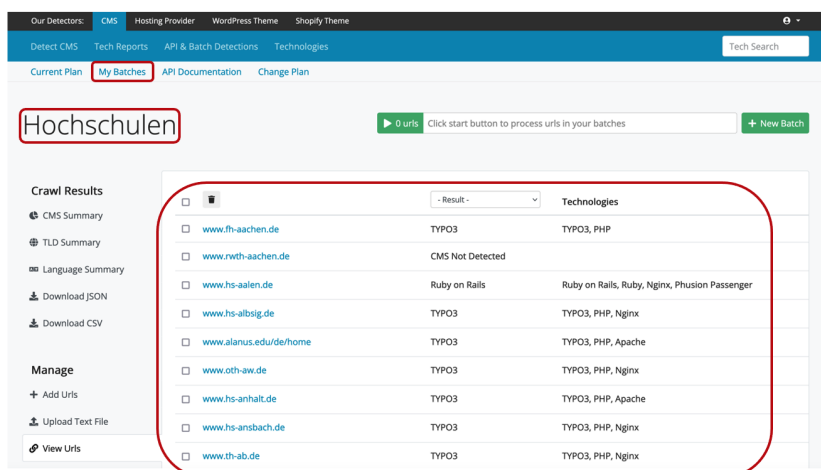 Our Detectors: CMS Hosting Provider WordPress Theme Shopify Theme
Detect CMS Tech Reports API & Batch Detections Technologies Tech Search
Current Plan My Batches API Documentation Change Plan
Hochschulen
0 urls Click start button to process urls in your batches + New Batch
Crawl Results
CMS Summary
TLD Summary
Language Summary
Download JSON
Download CSV
Manage
+ Add Urls
Upload Text File
View Urls
- Result - Technologies
www.fh-aachen.de TYPO3 TYPO3, PHP
www.rwth-aachen.de CMS Not Detected
www.hs-aalen.de Ruby on Rails Ruby on Rails, Ruby, Nginx, Phusion Passenger
www.hs-albsig.de TYPO3 TYPO3, PHP, Nginx
www.alanus.edu/de/home TYPO3 TYPO3, PHP, Apache
www.oth-aw.de TYPO3 TYPO3, PHP, Nginx
www.hs-anhalt.de TYPO3 TYPO3, PHP, Apache
www.hs-ansbach.de TYPO3 TYPO3, PHP, Nginx
www.th-ab.de TYPO3 TYPO3, PHP, Nginx